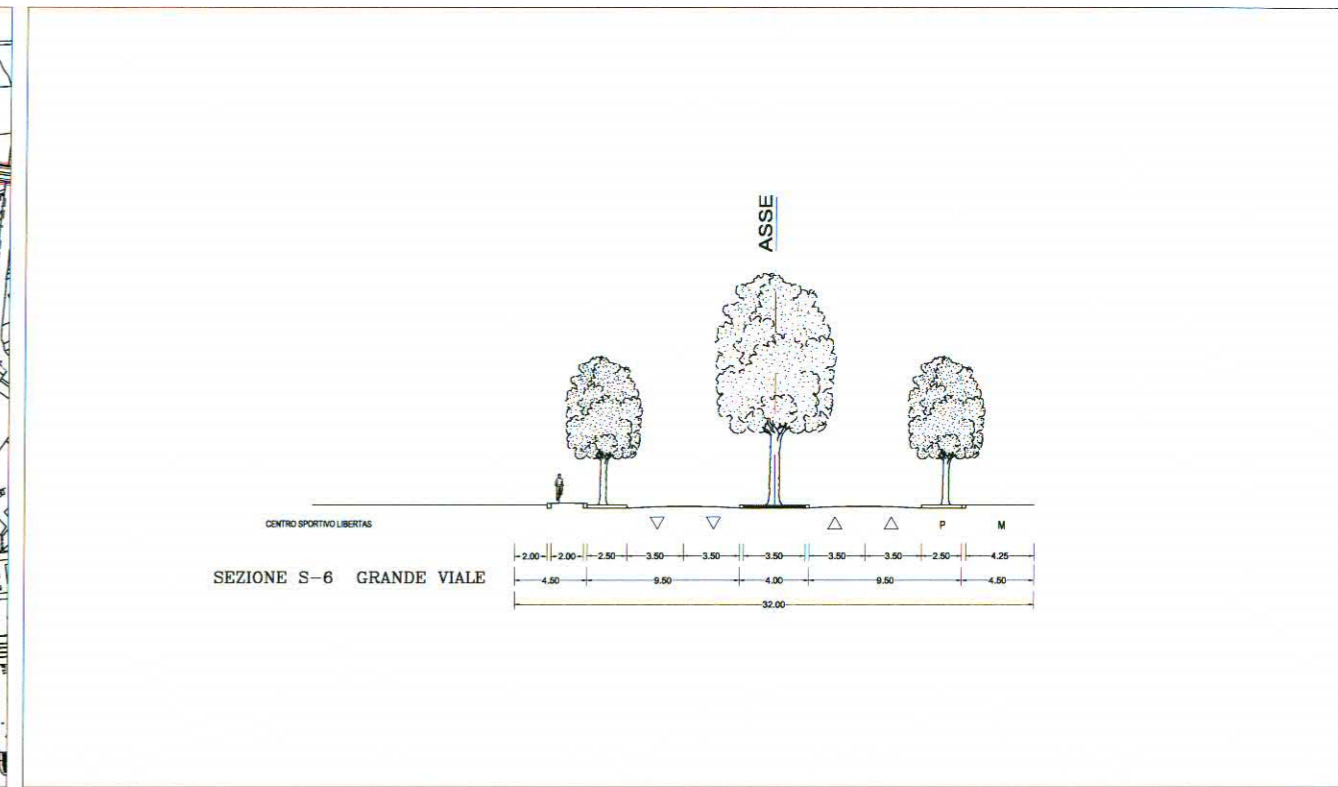 ASSE
CENTRO SPORTIVO LIBERTAS
P M
2.00 2.00 2.50 3.50 3.50 3.50 3.50 3.50 2.50 4.25
SEZIONE S-6 GRANDE VIALE
4.50 9.50 4.00 9.50 4.50
32.00